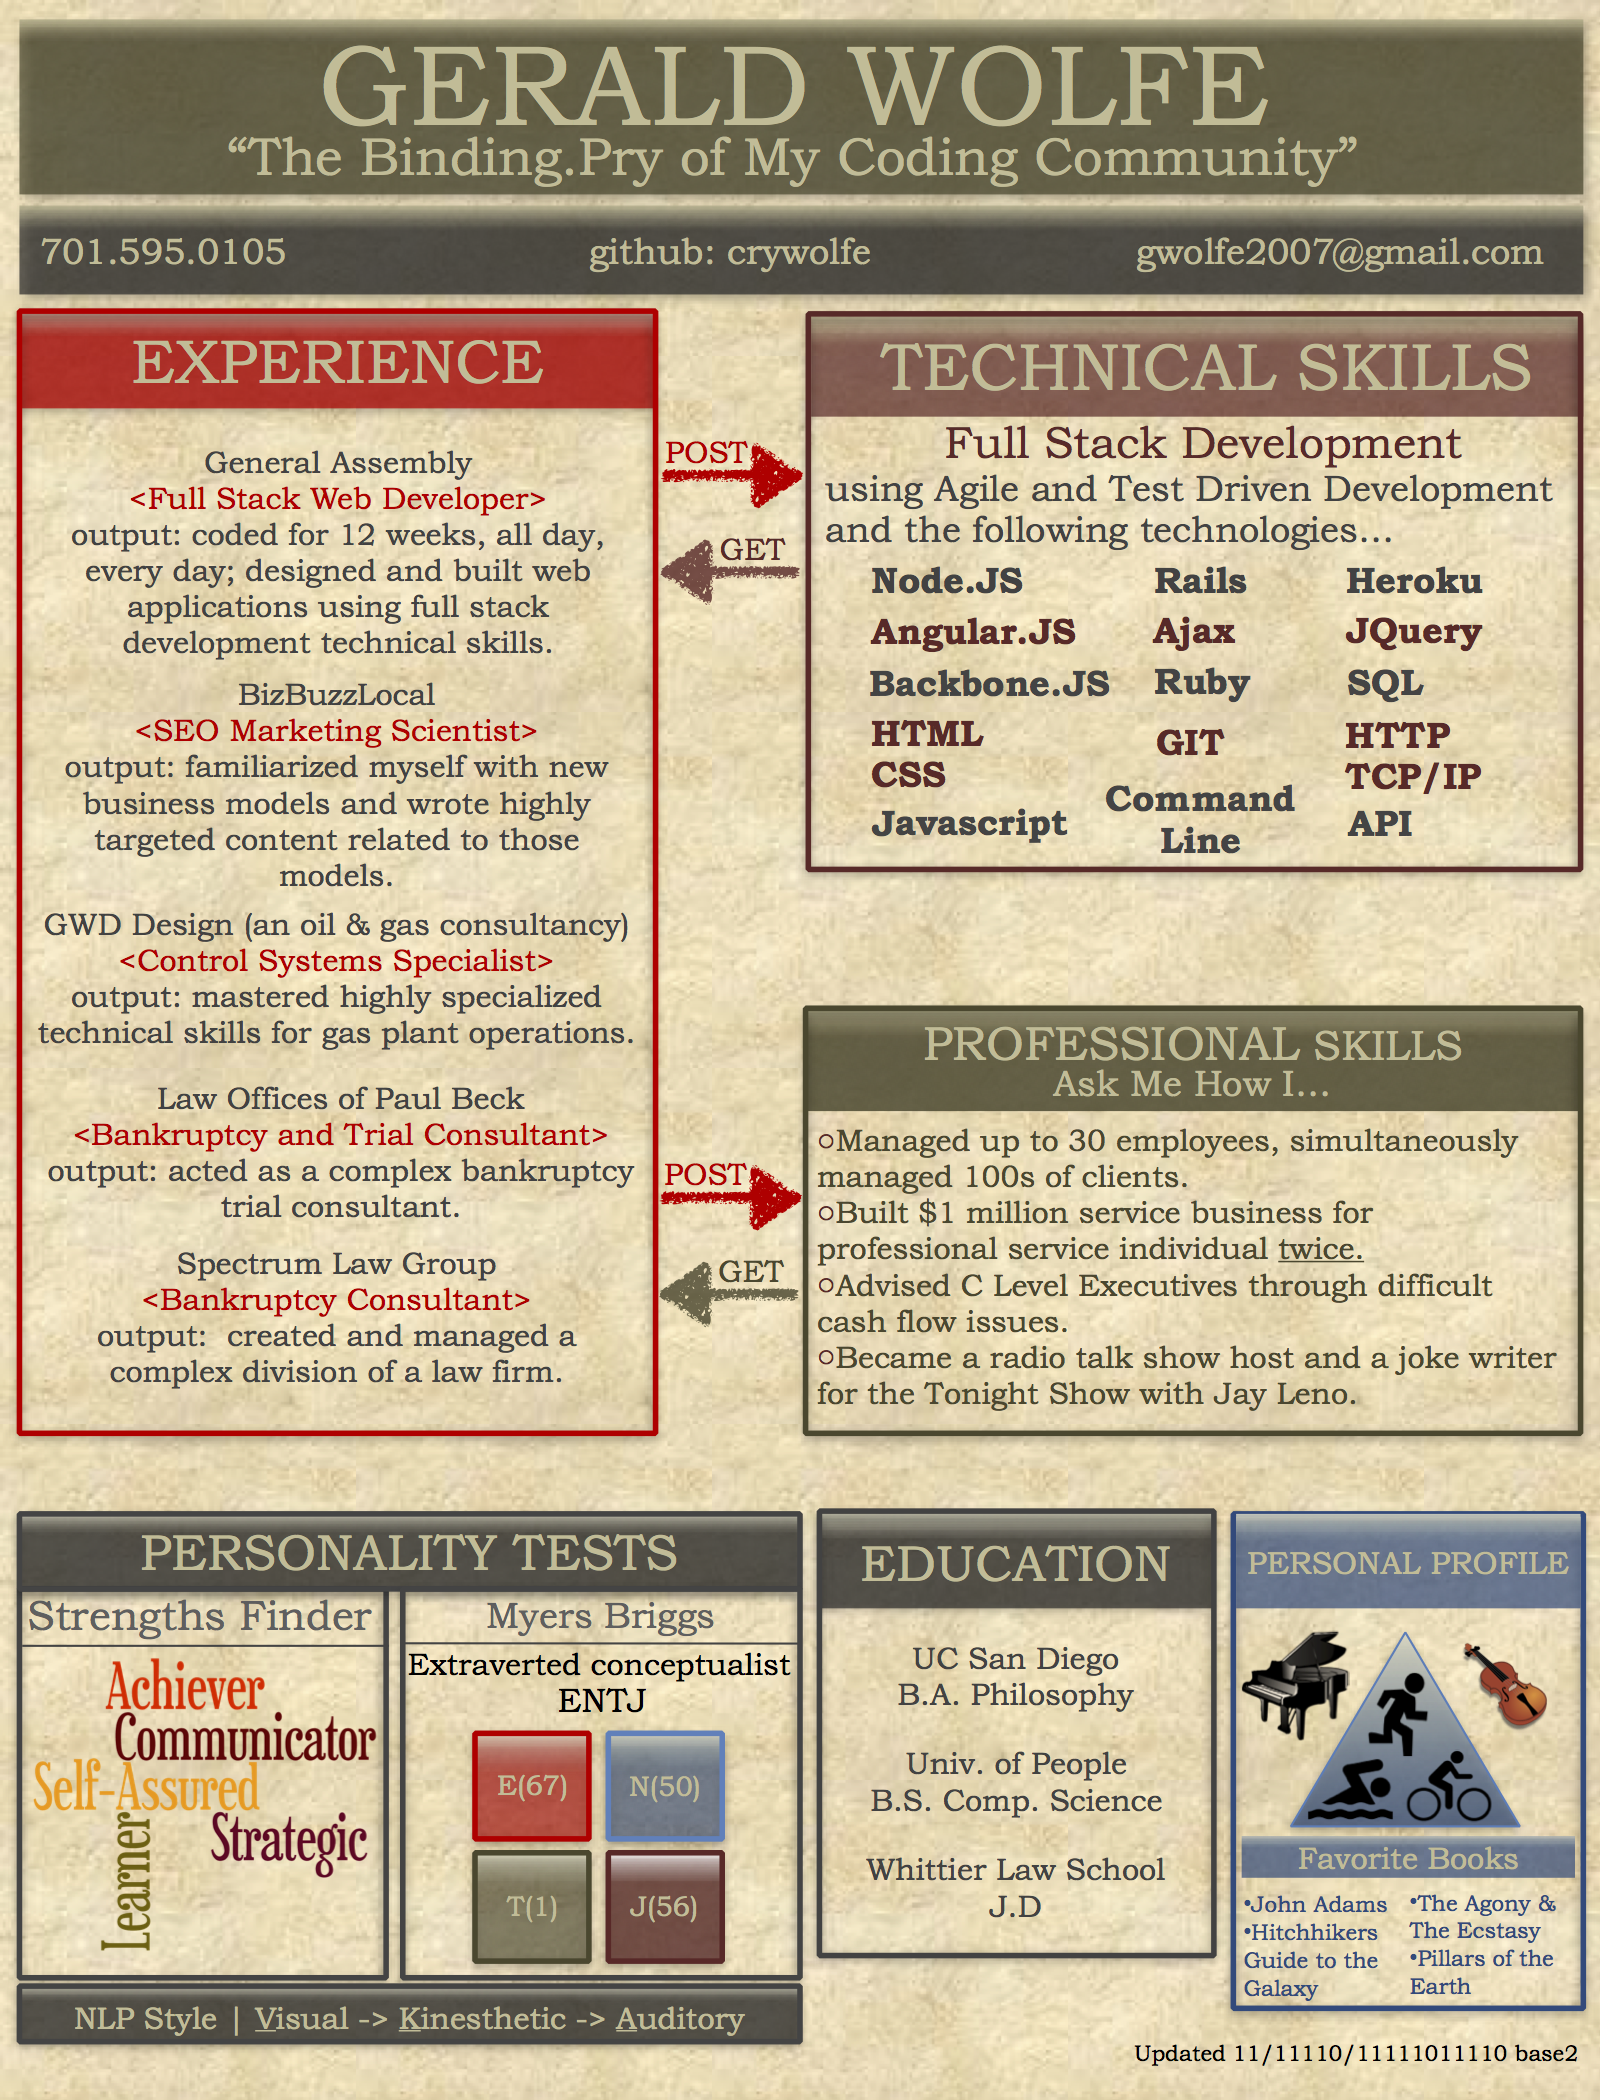 GERALD WOLFE
“The Binding.Pry of My Coding Community”
701.595.0105
github: crywolfe
gwolfe2007@gmail.com
EXPERIENCE
General Assembly
<Full Stack Web Developer>
output: coded for 12 weeks, all day,
every day; designed and built web
applications using full stack
development technical skills.
BizBuzzLocal
<SEO Marketing Scientist>
output: familiarized myself with new
business models and wrote highly
targeted content related to those
models.
GWD Design (an oil & gas consultancy)
<Control Systems Specialist>
output: mastered highly specialized
technical skills for gas plant operations.
Law Offices of Paul Beck
<Bankruptcy and Trial Consultant>
output: acted as a complex bankruptcy
trial consultant.
Spectrum Law Group
<Bankruptcy Consultant>
output:  created and managed a
complex division of a law firm.
POST
GET
TECHNICAL SKILLS
Full Stack Development
using Agile and Test Driven Development
and the following technologies...
Node.JS Rails Heroku
Angular.JS Ajax JQuery
Backbone.JS Ruby SQL
HTML GIT HTTP
CSS TCP/IP
Javascript Command API
Line
POST
GET
PROFESSIONAL SKILLS
Ask Me How I...
○Managed up to 30 employees, simultaneously
managed 100s of clients.
○Built $1 million service business for
professional service individual twice.
○Advised C Level Executives through difficult
cash flow issues.
○Became a radio talk show host and a joke writer
for the Tonight Show with Jay Leno.
PERSONALITY TESTS
Strengths Finder
Achiever
Communicator
Self-Assured
Learner
Strategic
Myers Briggs
Extraverted conceptualist
ENTJ
E(67) N(50)
T(1) J(56)
NLP Style | Visual -> Kinesthetic -> Auditory
EDUCATION
UC San Diego
B.A. Philosophy
Univ. of People
B.S. Comp. Science
Whittier Law School
J.D
PERSONAL PROFILE
Favorite Books
•John Adams
•Hitchhikers
Guide to the
Galaxy
•The Agony &
The Ecstasy
•Pillars of the
Earth
Updated 11/11110/11111011110 base2